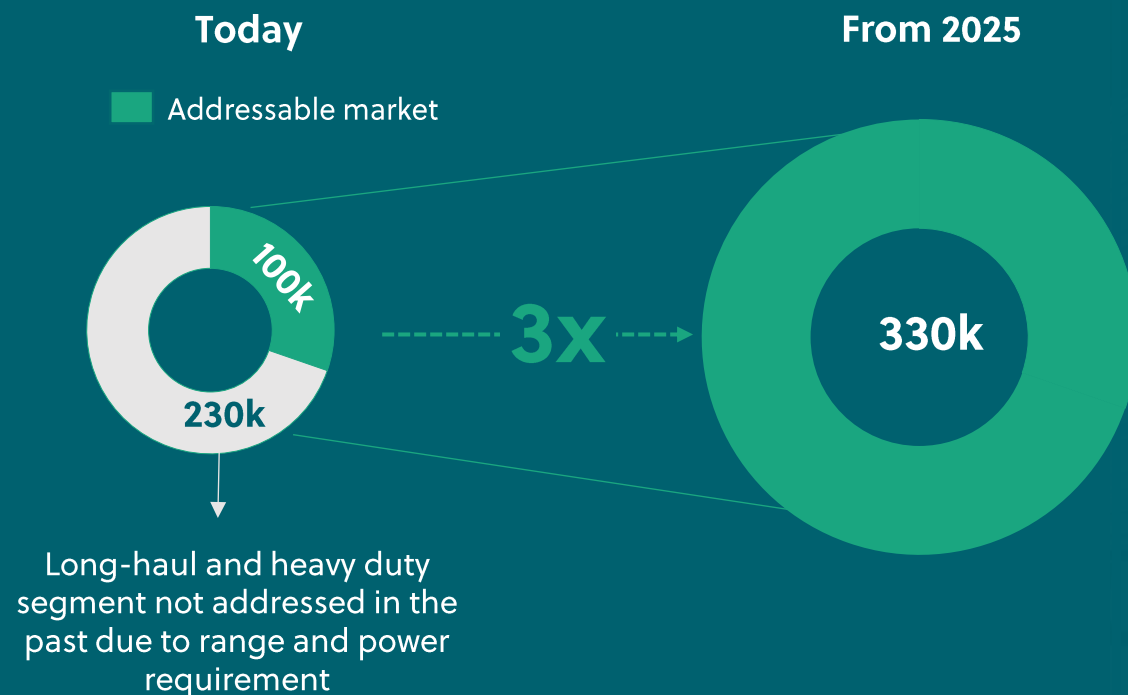 Today
From 2025
Addressable market
100k
230k
3x
330k
Long-haul and heavy duty
segment not addressed in the
past due to range and power
requirement